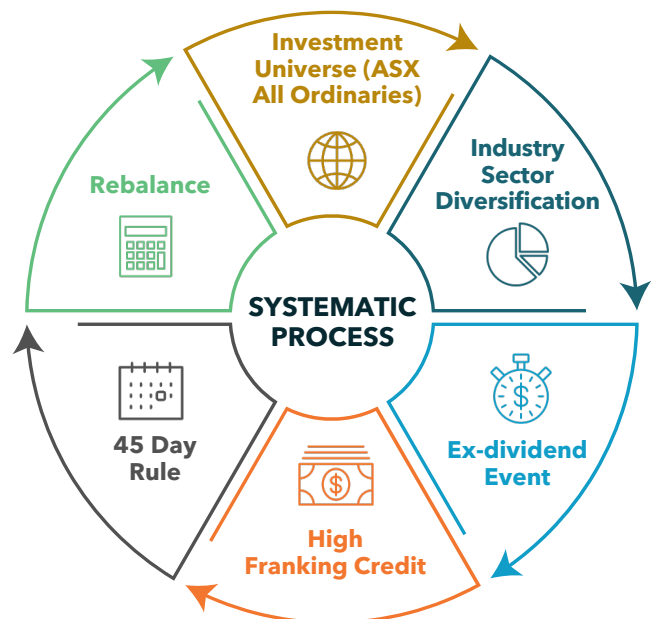 Investment
Universe (ASX
All Ordinaries)
Industry
Sector
Diversification
Rebalance
SYSTEMATIC
PROCESS
$
Ex-dividend
Event
45 Day
Rule
$
High
Franking Credit